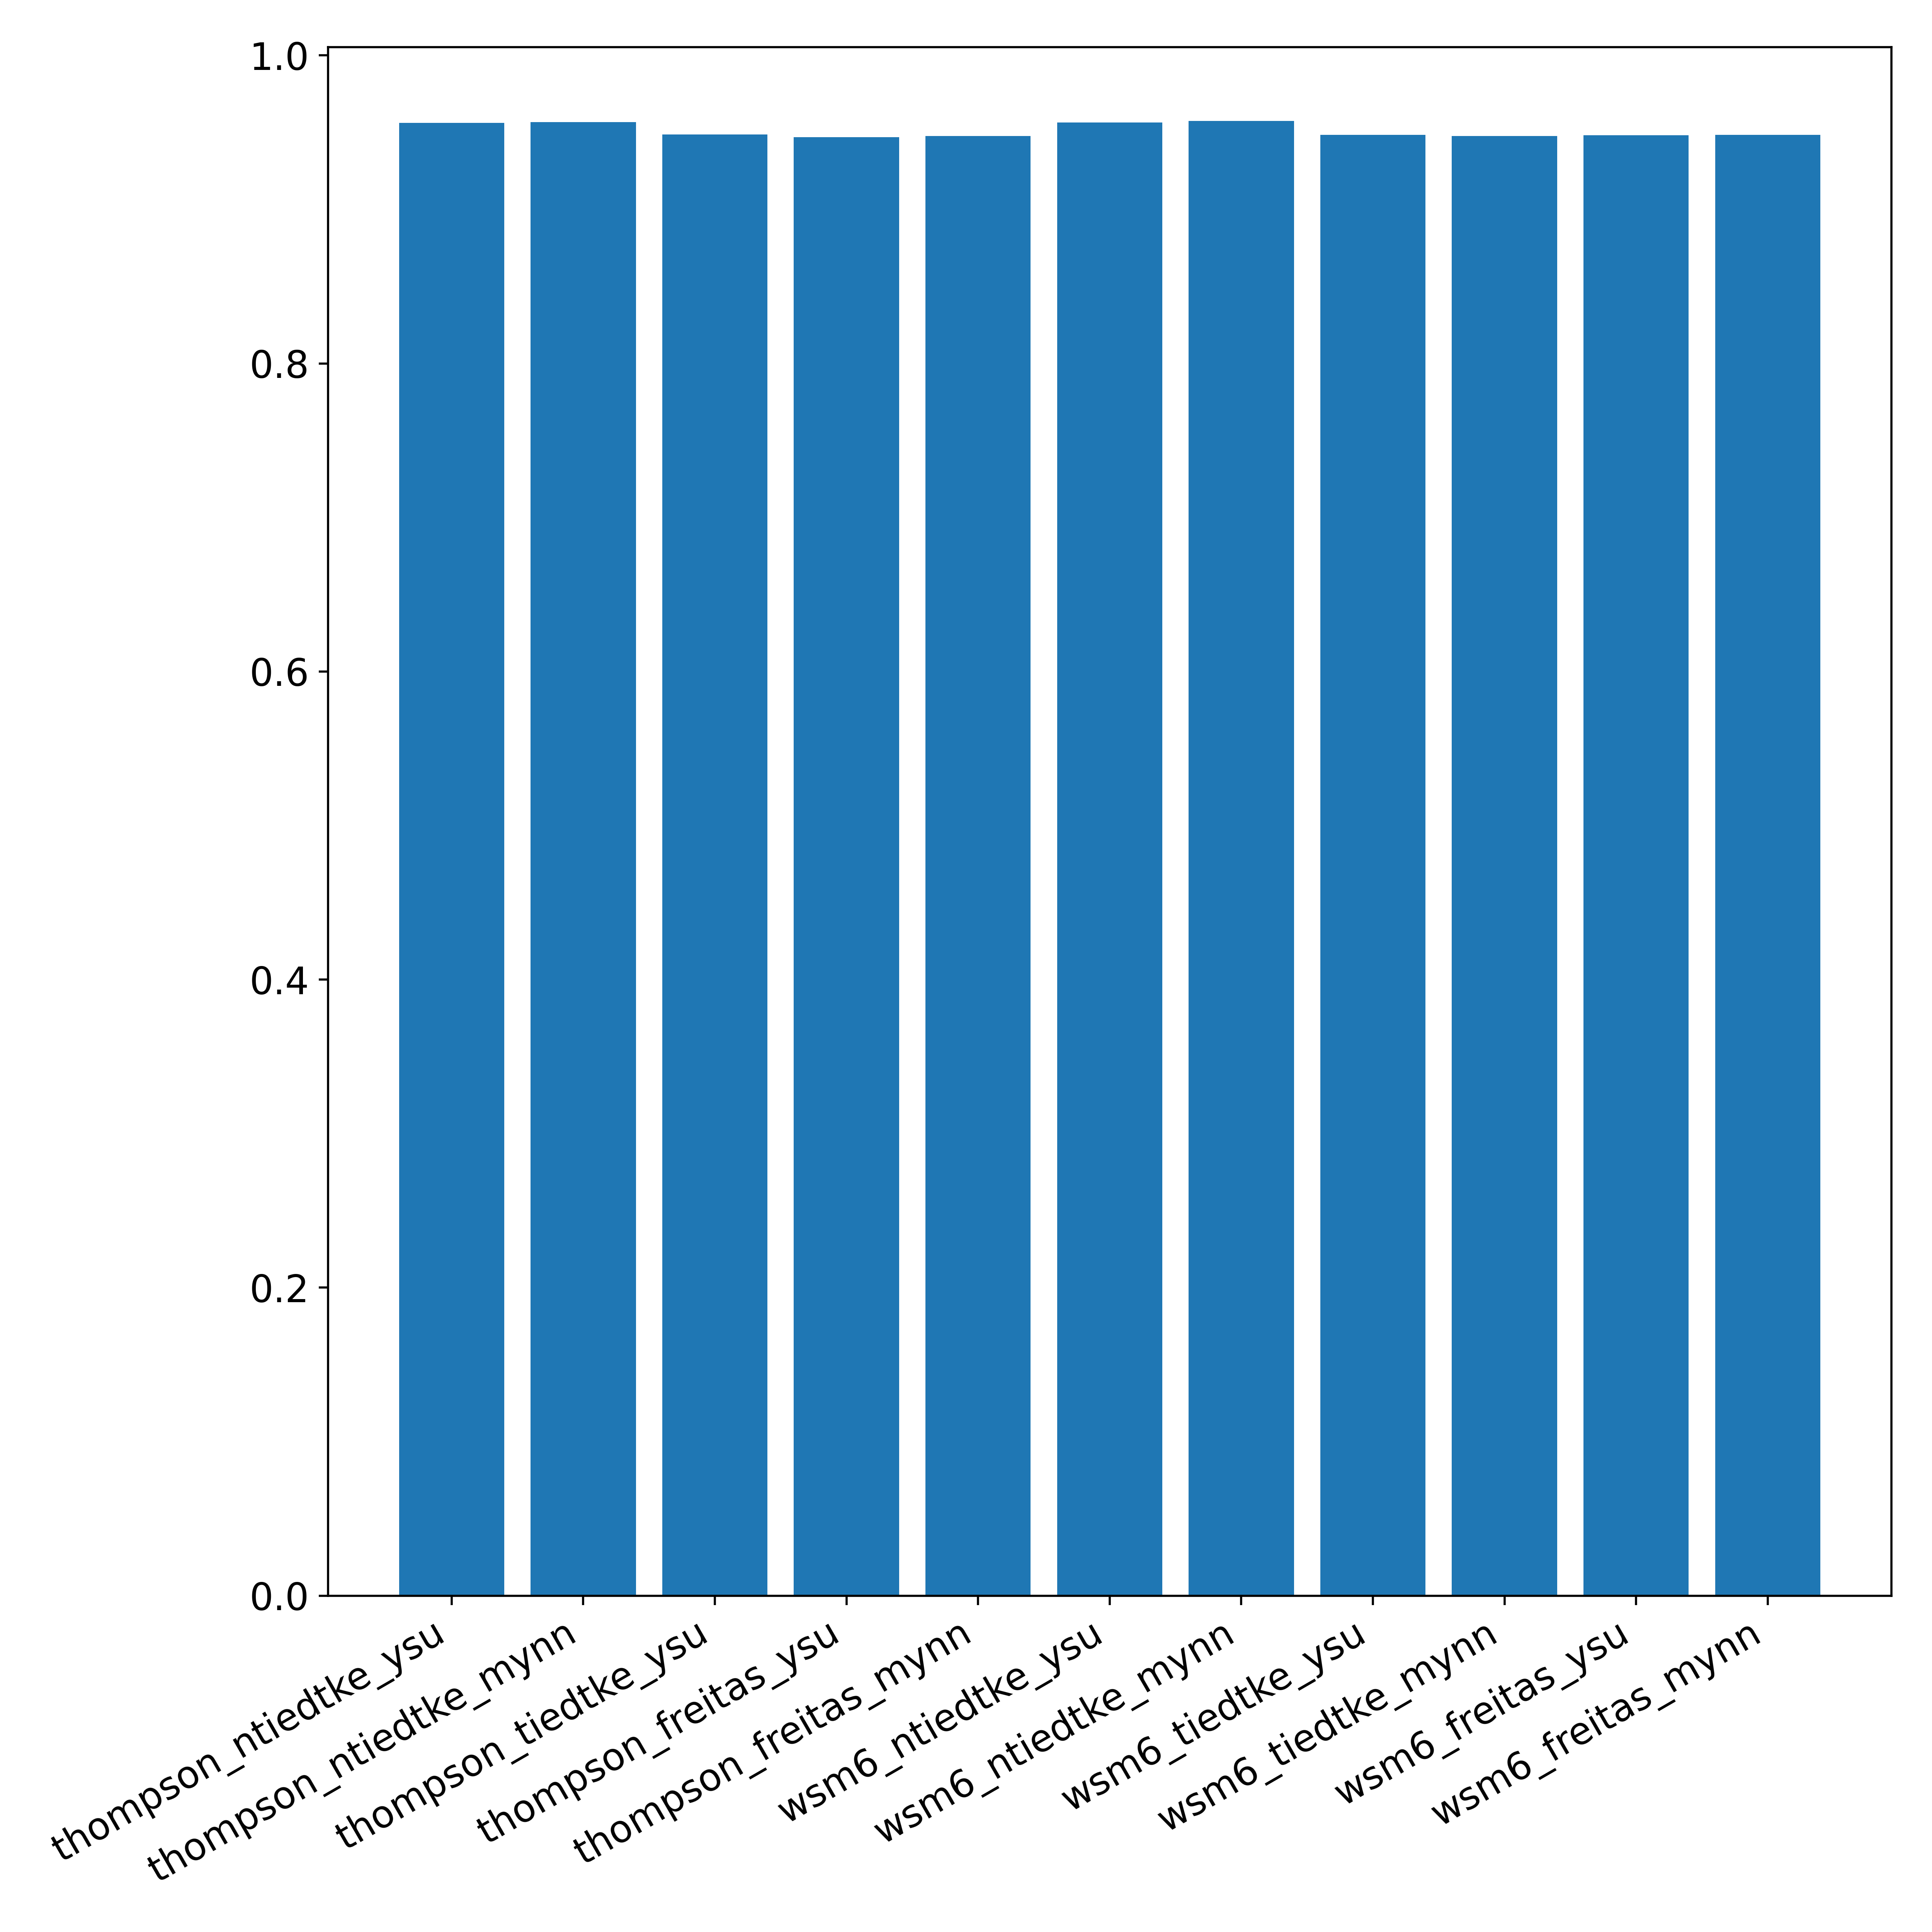 1.0
0.8
0.6
0.4
0.2
0.0
thompson_ntiedtke_ysu
thompson_ntiedtke_mynn
thompson_tiedtke_ysu
thompson_freitas_ysu
thompson_freitas_mynn
wsm6_ntiedtke_ysu
wsm6_ntiedtke_mynn
wsm6_tiedtke_ysu
wsm6_tiedtke_mynn
wsm6_freitas_ysu
wsm6_freitas_mynn